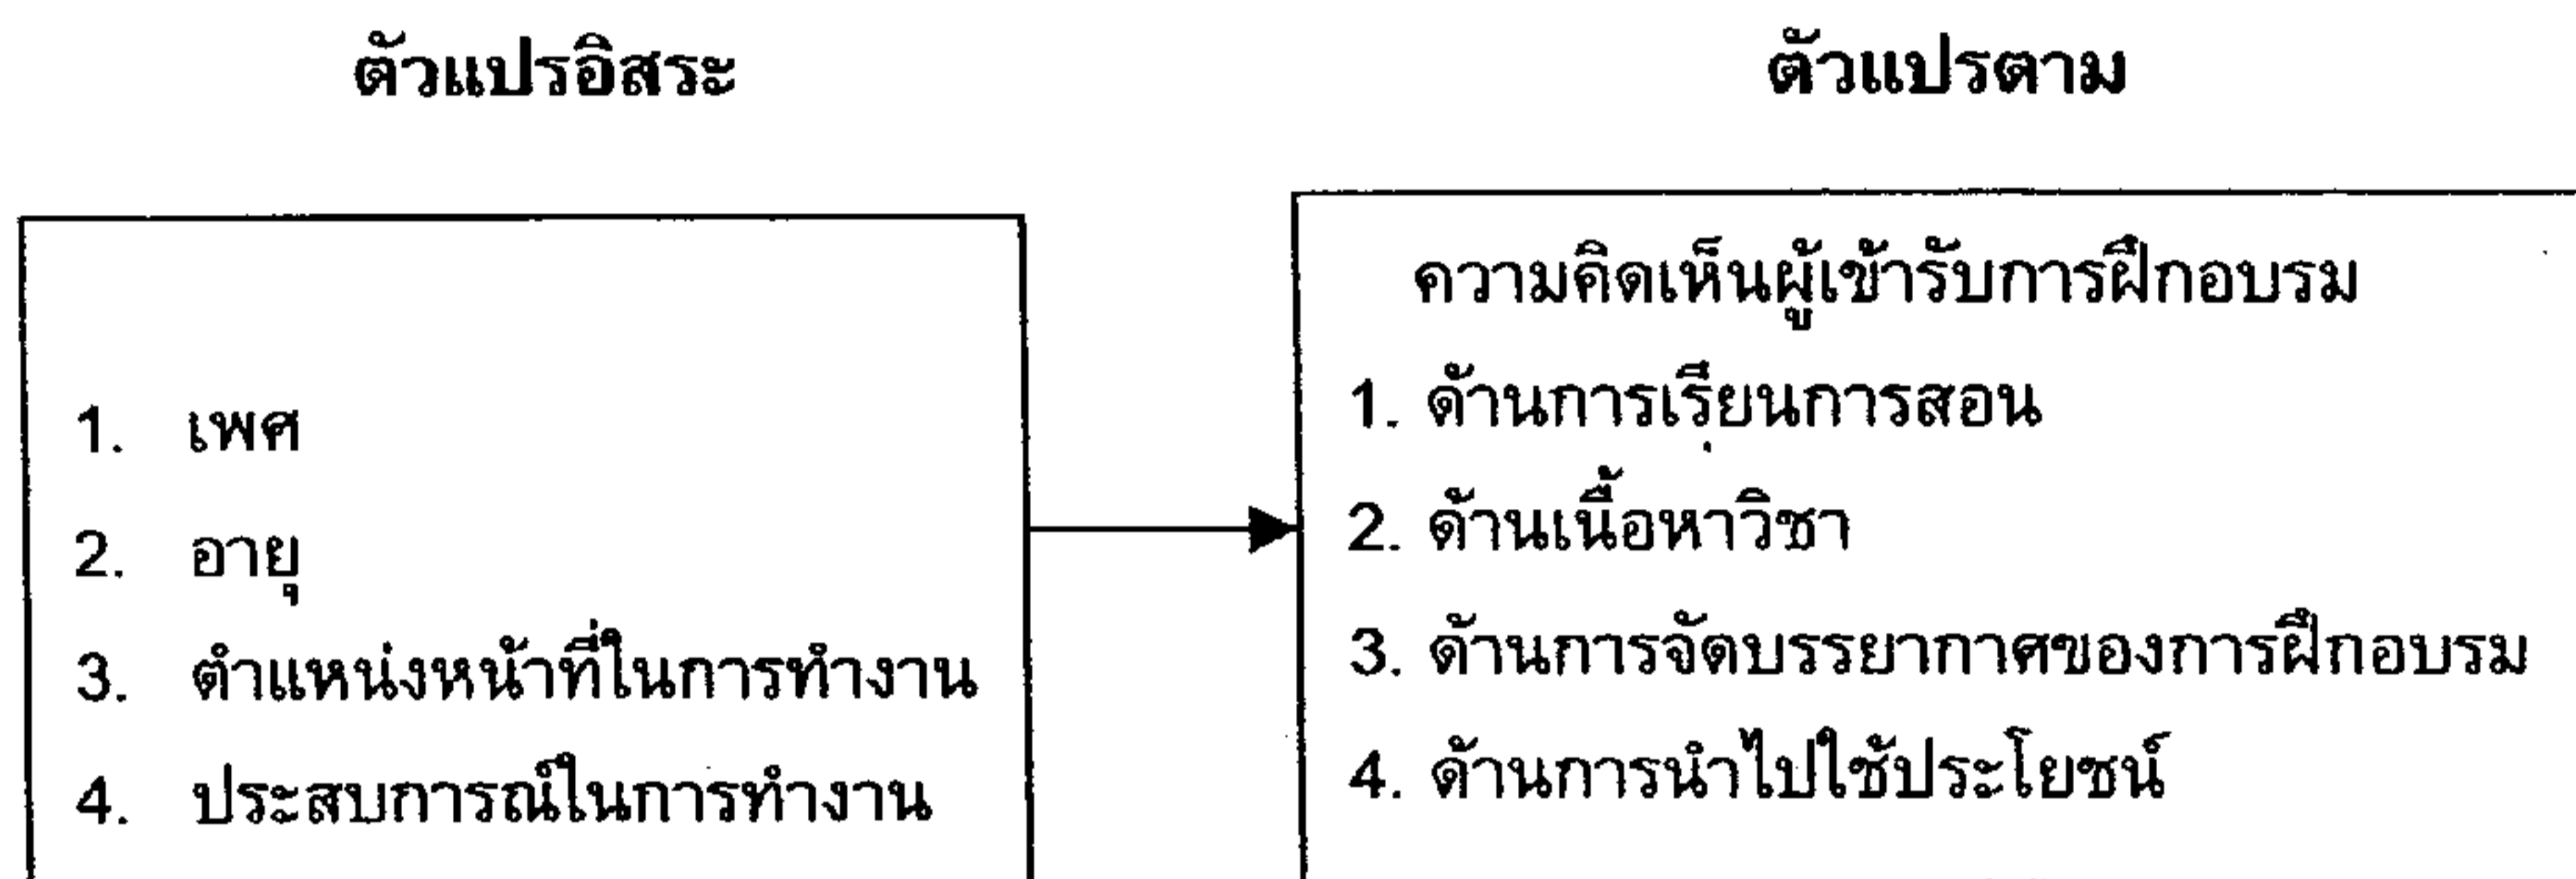 ตัวแปรอิสระ
ตัวแปรตาม
1. เพศ
2. อายุ
3. ตำแหน่งหน้าที่ในการทำงาน
4. ประสบการณ์ในการทำงาน
ความคิดเห็นผู้เข้ารับการฝึกอบรม
1. ด้านการเรียนการสอน
2. ด้านเนื้อหาวิชา
3. ด้านการจัดบรรยากาศของการฝึกอบรม
4. ด้านการนำไปใช้ประโยชน์